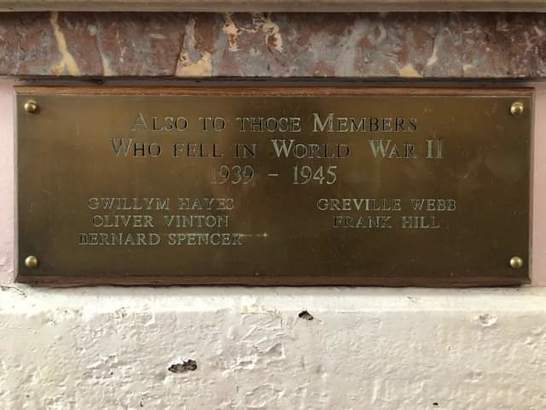 Also to those Members
Who fell in World War II
1939 - 1945
GWILLYM HAYES
OLIVER VINTON
BERNARD SPENCER
GREVILLE WEBB
FRANK HILL